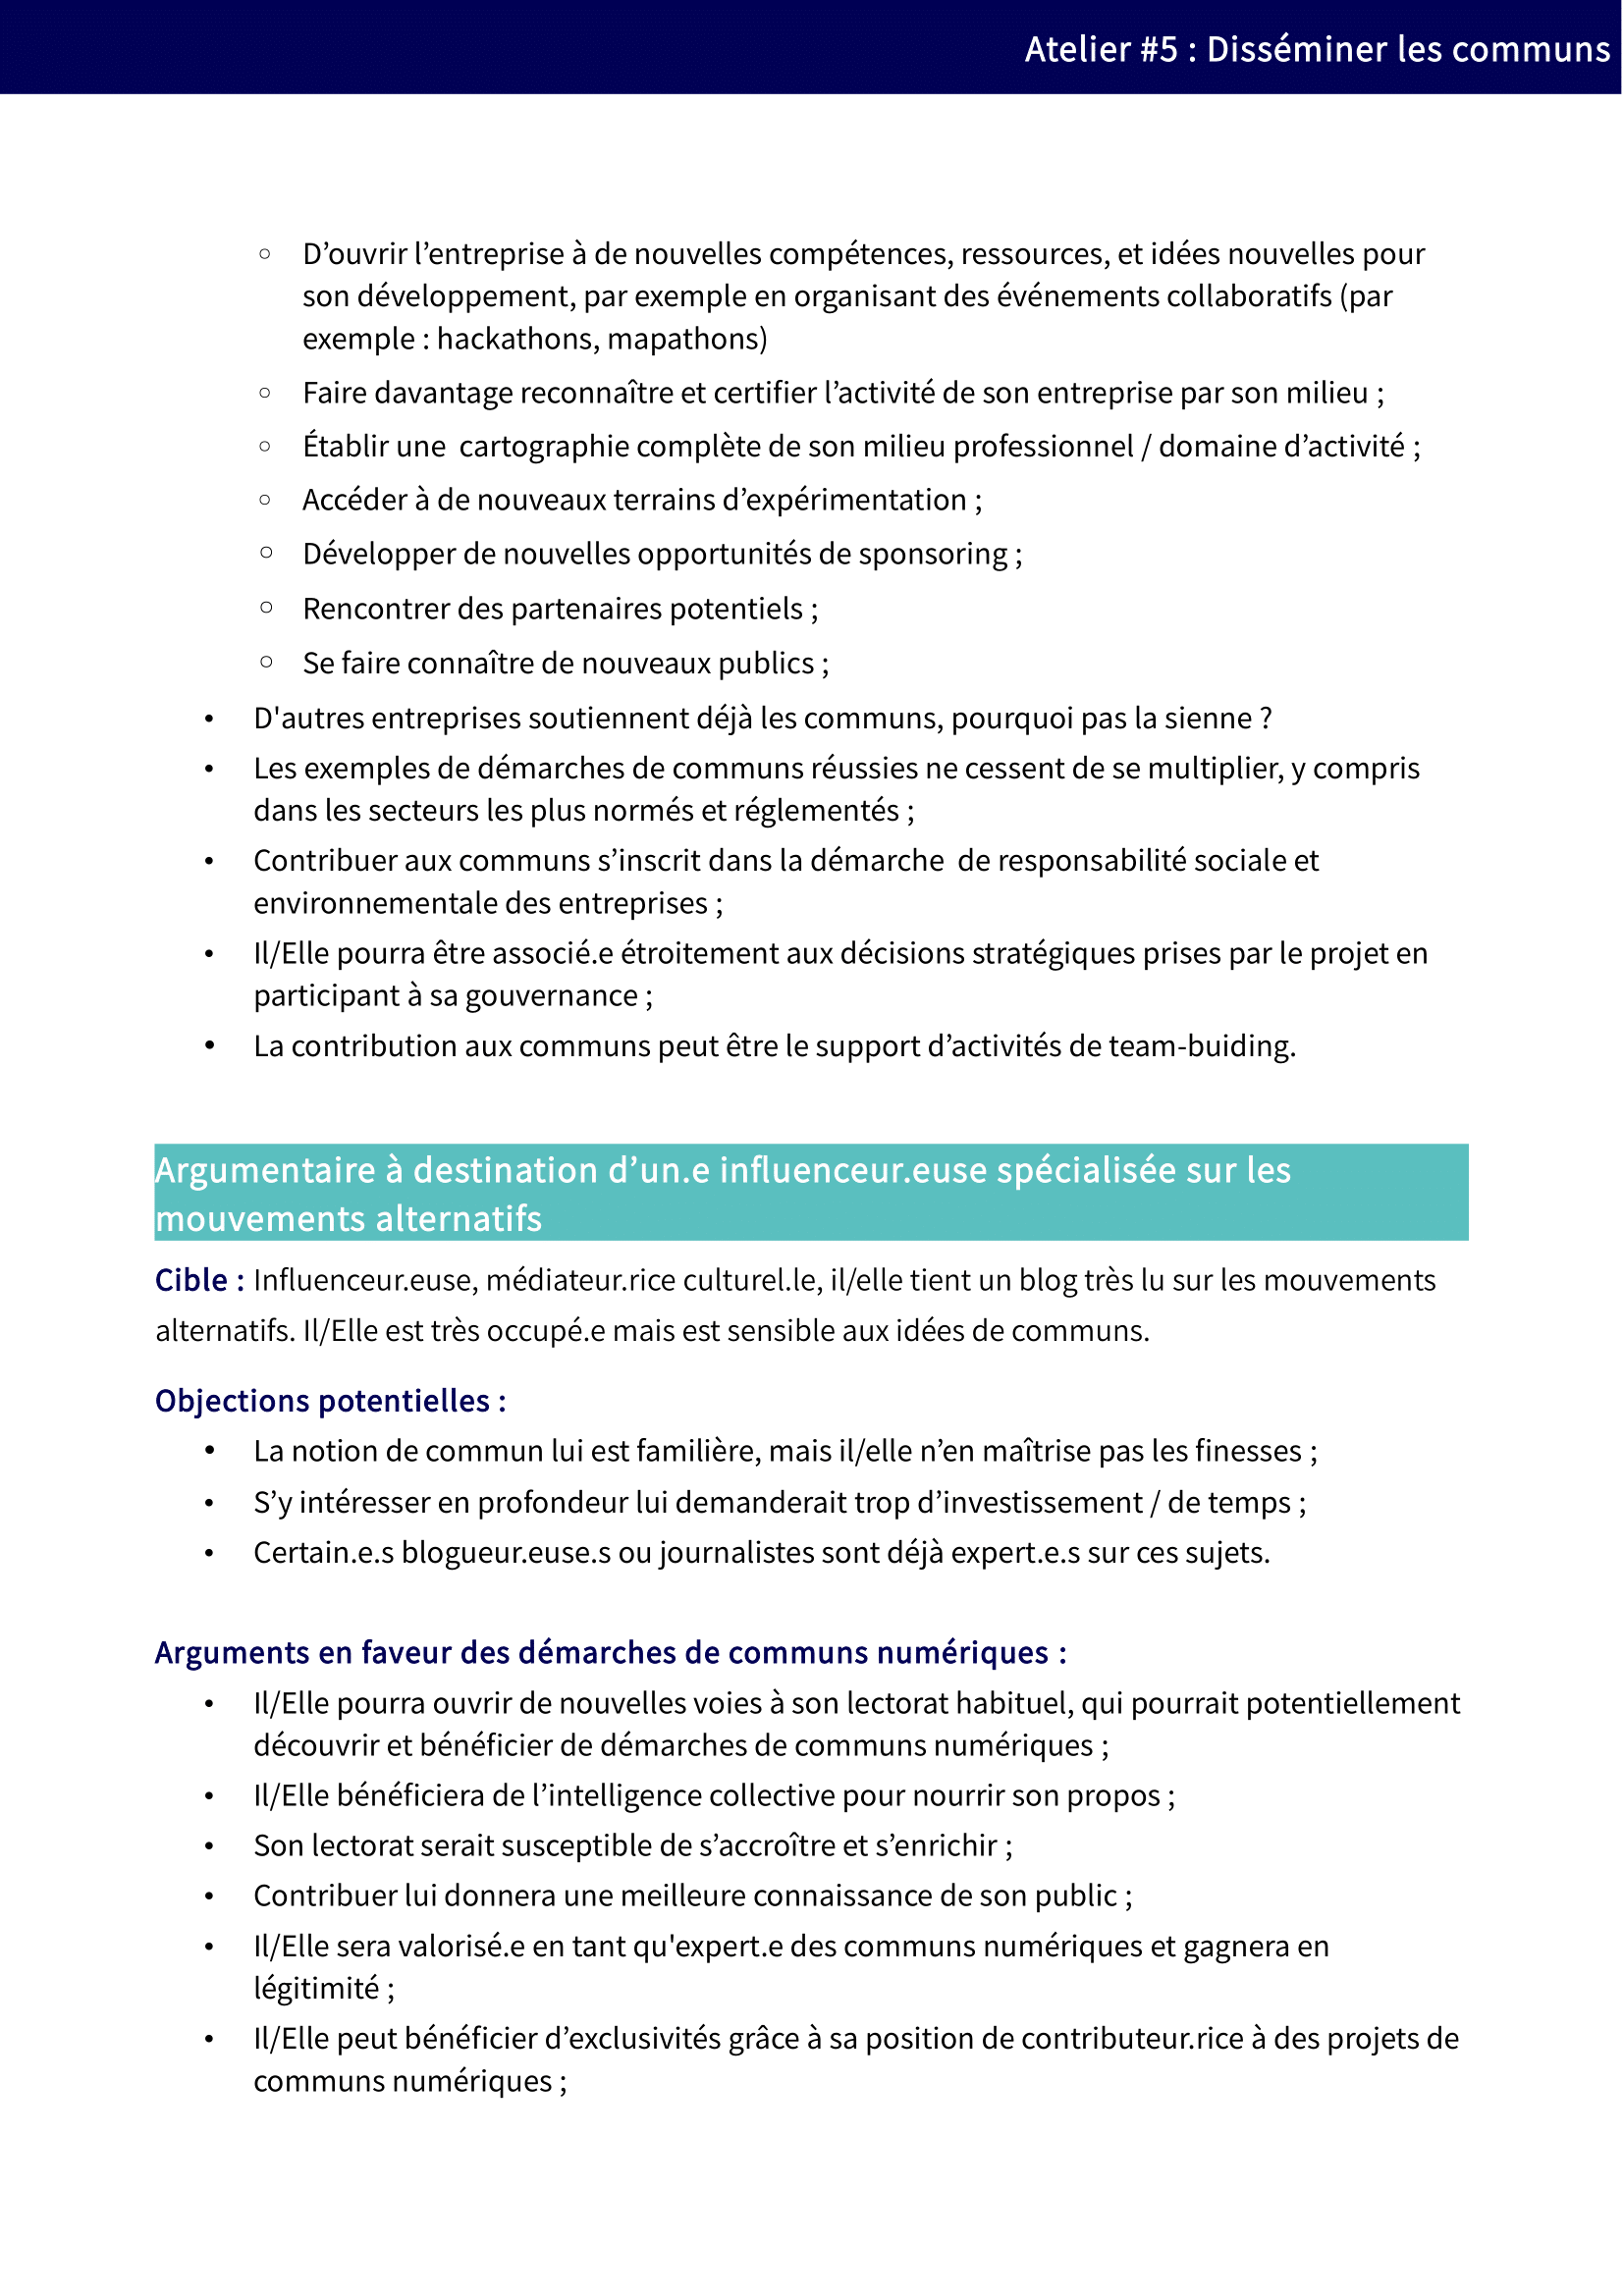 Atelier #5 : Disséminer les communs
○ D’ouvrir l’entreprise à de nouvelles compétences, ressources, et idées nouvelles pour
son développement, par exemple en organisant des événements collaboratifs (par
exemple : hackathons, mapathons)
○ Faire davantage reconnaître et certifier l’activité de son entreprise par son milieu ;
○ Établir une  cartographie complète de son milieu professionnel / domaine d’activité ;
○ Accéder à de nouveaux terrains d’expérimentation ;
○ Développer de nouvelles opportunités de sponsoring ;
○ Rencontrer des partenaires potentiels ;
○ Se faire connaître de nouveaux publics ;
• D'autres entreprises soutiennent déjà les communs, pourquoi pas la sienne ?
• Les exemples de démarches de communs réussies ne cessent de se multiplier, y compris
dans les secteurs les plus normés et réglementés ;
• Contribuer aux communs s’inscrit dans la démarche  de responsabilité sociale et
environnementale des entreprises ;
• Il/Elle pourra être associé.e étroitement aux décisions stratégiques prises par le projet en
participant à sa gouvernance ;
• La contribution aux communs peut être le support d’activités de team-buiding.
Argumentaire à destination d’un.e influenceur.euse spécialisée sur les
mouvements alternatifs
Cible : Influenceur.euse, médiateur.rice culturel.le, il/elle tient un blog très lu sur les mouvements
alternatifs. Il/Elle est très occupé.e mais est sensible aux idées de communs.
Objections potentielles :
• La notion de commun lui est familière, mais il/elle n’en maîtrise pas les finesses ;
• S’y intéresser en profondeur lui demanderait trop d’investissement / de temps ;
• Certain.e.s blogueur.euse.s ou journalistes sont déjà expert.e.s sur ces sujets.
Arguments en faveur des démarches de communs numériques :
• Il/Elle pourra ouvrir de nouvelles voies à son lectorat habituel, qui pourrait potentiellement
découvrir et bénéficier de démarches de communs numériques ;
• Il/Elle bénéficiera de l’intelligence collective pour nourrir son propos ;
• Son lectorat serait susceptible de s’accroître et s’enrichir ;
• Contribuer lui donnera une meilleure connaissance de son public ;
• Il/Elle sera valorisé.e en tant qu'expert.e des communs numériques et gagnera en
légitimité ;
• Il/Elle peut bénéficier d’exclusivités grâce à sa position de contributeur.rice à des projets de
communs numériques ;